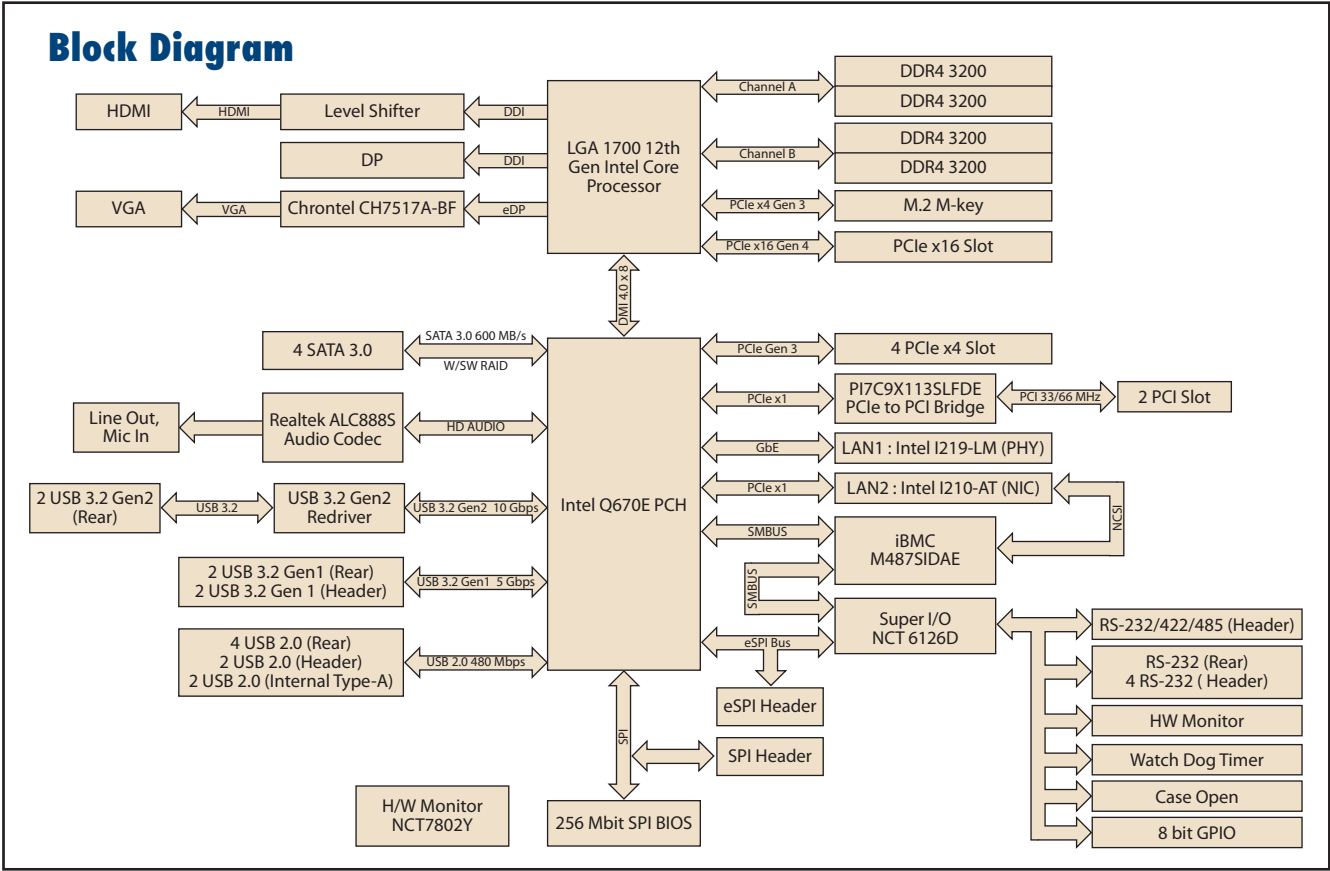 Block Diagram
HDMI
HDMI
Level Shifter
DDI
DP
DDI
VGA
VGA
Chrontel CH7517A-BF
eDP
LGA 1700 12th
Gen Intel Core
Processor
Channel A
DDR4 3200
DDR4 3200
Channel B
DDR4 3200
DDR4 3200
PCIe x4 Gen 3
M.2 M-key
PCIe x16 Gen 4
PCIe x16 Slot
DMI 4.0 x 8
4 SATA 3.0
SATA 3.0 600 MB/s
W/SW RAID
Line Out,
Mic In
Realtek ALC888S
Audio Codec
HD AUDIO
2 USB 3.2 Gen2
(Rear)
USB 3.2
USB 3.2 Gen2
Redriver
USB 3.2 Gen2 10 Gbps
2 USB 3.2 Gen1 (Rear)
2 USB 3.2 Gen 1 (Header)
USB 3.2 Gen1 5 Gbps
4 USB 2.0 (Rear)
2 USB 2.0 (Header)
2 USB 2.0 (Internal Type-A)
USB 2.0 480 Mbps
Intel Q670E PCH
PCIe Gen 3
4 PCIe x4 Slot
PCIe x1
PI7C9X113SLFDE
PCIe to PCI Bridge
PCI 33/66 MHz
2 PCI Slot
GbE
LAN1 : Intel I219-LM (PHY)
PCIe x1
LAN2 : Intel I210-AT (NIC)
NCSI
SMBUS
iBMC
M487SIDAE
SMBUS
Super I/O
NCT 6126D
eSPI Bus
eSPI Header
RS-232/422/485 (Header)
RS-232 (Rear)
4 RS-232 ( Header)
HW Monitor
Watch Dog Timer
Case Open
8 bit GPIO
SPI
SPI Header
H/W Monitor
NCT7802Y
256 Mbit SPI BIOS